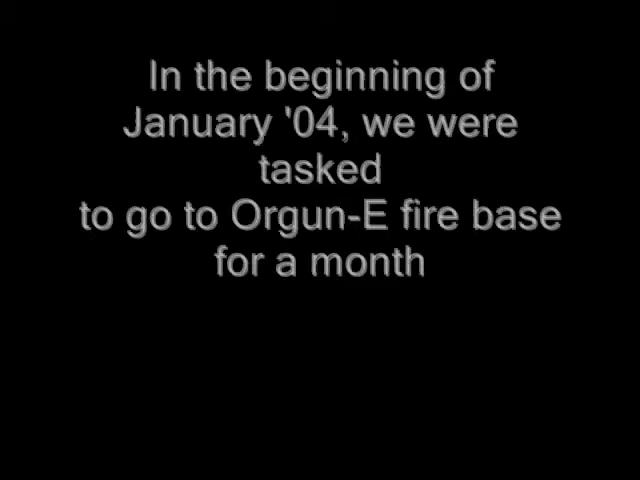 In the beginning of
January '04, we were
tasked
to go to Orgun-E fire base
for a month